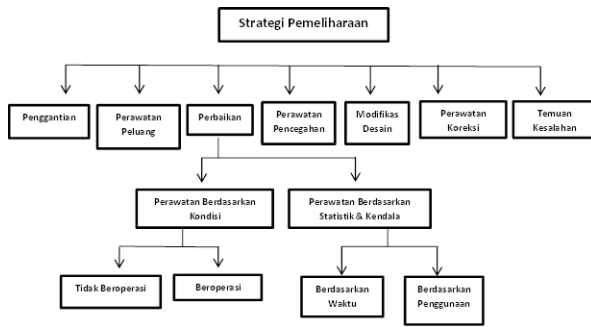 Strategi Pemeliharaan
Penggantian
Perawatan
Peluang
Perbaikan
Perawatan
Pencegahan
Modifikas
Desain
Perawatan
Koreksi
Temuan
Kesalahan
Perawatan Berdasarkan
Kondisi
Perawatan Berdasarkan
Statistik & Kendala
Tidak Beroperasi
Beroperasi
Berdasarkan
Waktu
Berdasarkan
Penggunaan